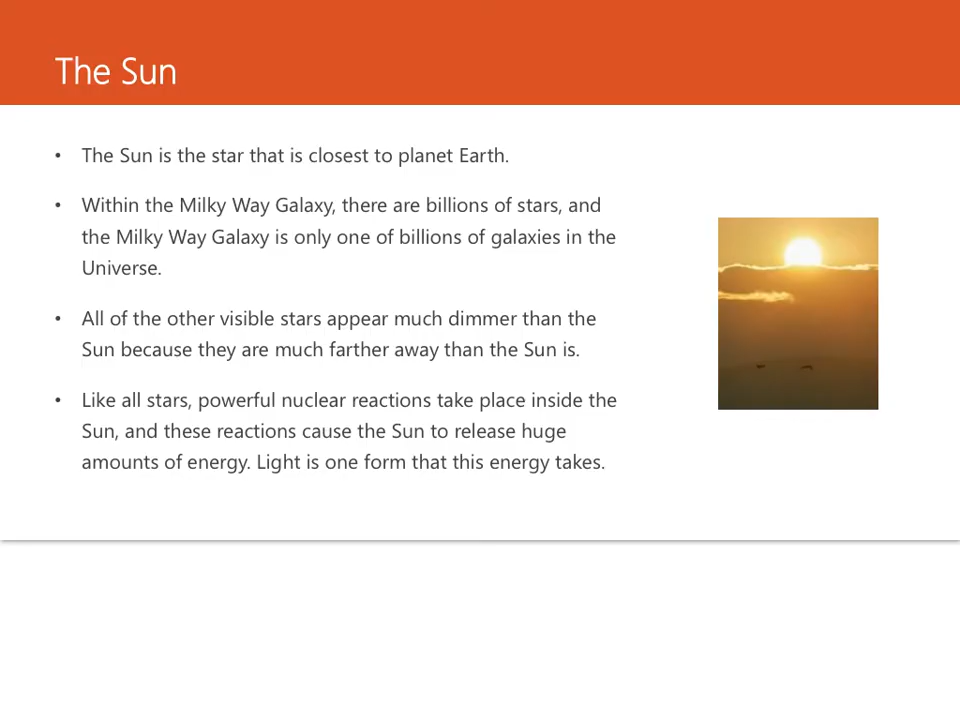 The Sun
• The Sun is the star that is closest to planet Earth.
• Within the Milky Way Galaxy, there are billions of stars, and
the Milky Way Galaxy is only one of billions of galaxies in the
Universe.
• All of the other visible stars appear much dimmer than the
Sun because they are much farther away than the Sun is.
• Like all stars, powerful nuclear reactions take place inside the
Sun, and these reactions cause the Sun to release huge
amounts of energy. Light is one form that this energy takes.